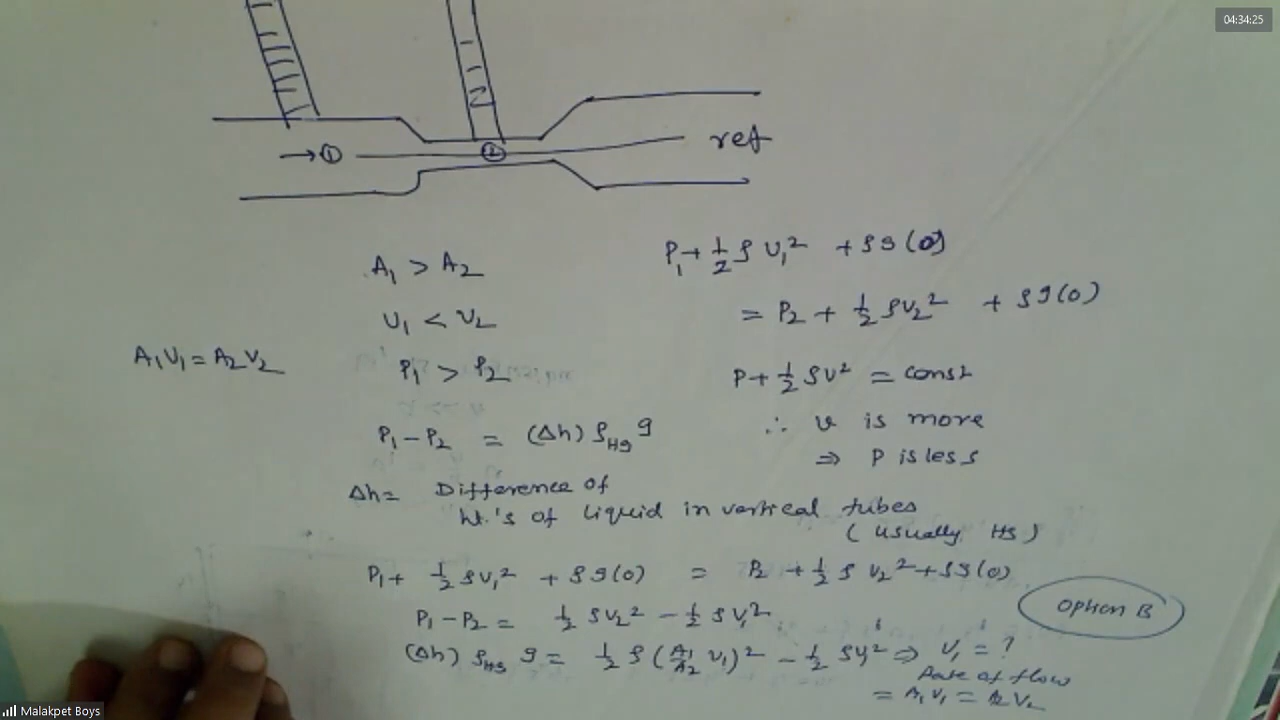 04:34:25
→① ② ref
A₁ > A₂
P₁+ ½ ρ v₁² + ρg(0)
v₁ < v₂
= P₂ + ½ ρv₂² + ρg(0)
A₁v₁ = A₂v₂
P₁ > P₂
P + ½ ρv² = const
P₁-P₂ = (Δh) ρHg g
∴ v is more
⇒ P is less
Δh = Difference of
ht.'s of liquid in vertical tubes
(usually Hg)
P₁+ ½ ρv₁² + ρg(0) = P₂ + ½ ρ v₂² + ρg(0)
Option B
P₁-P₂ = ½ ρv₂² - ½ ρv₁²
(Δh) ρHg g = ½ ρ (A₁/A₂ v₁)² - ½ ρv₁² ⇒ v₁ = ?
Rate of flow
= A₁v₁ = A₂v₂
Malakpet Boys